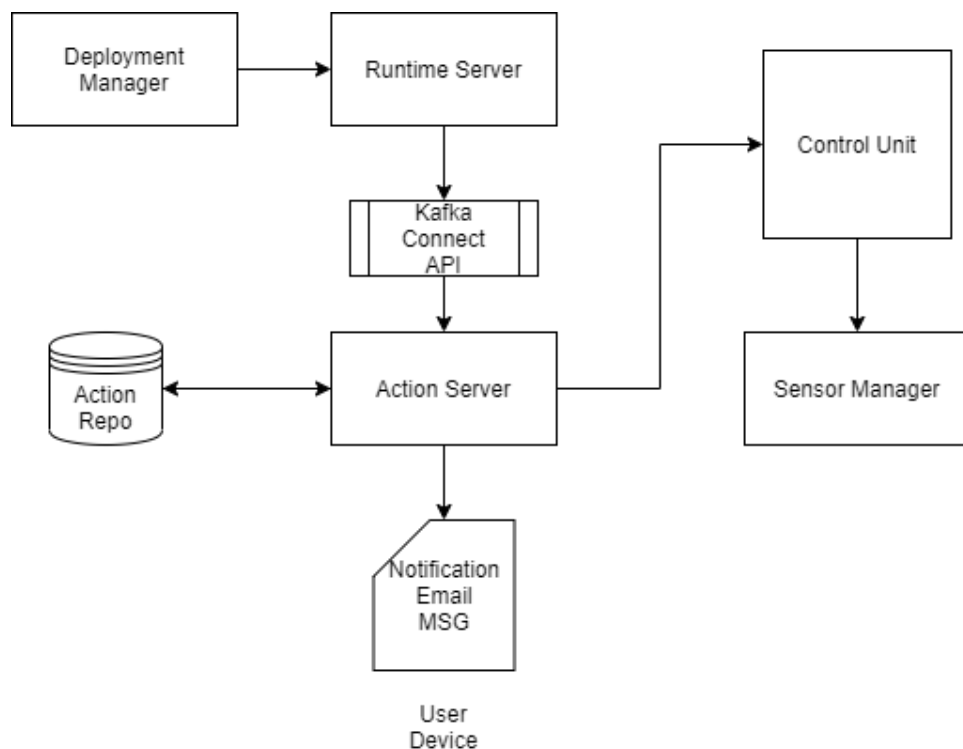 Deployment
Manager
Runtime Server
Control Unit
Kafka
Connect
API
Action
Repo
Action Server
Sensor Manager
Notification
Email
MSG
User
Device